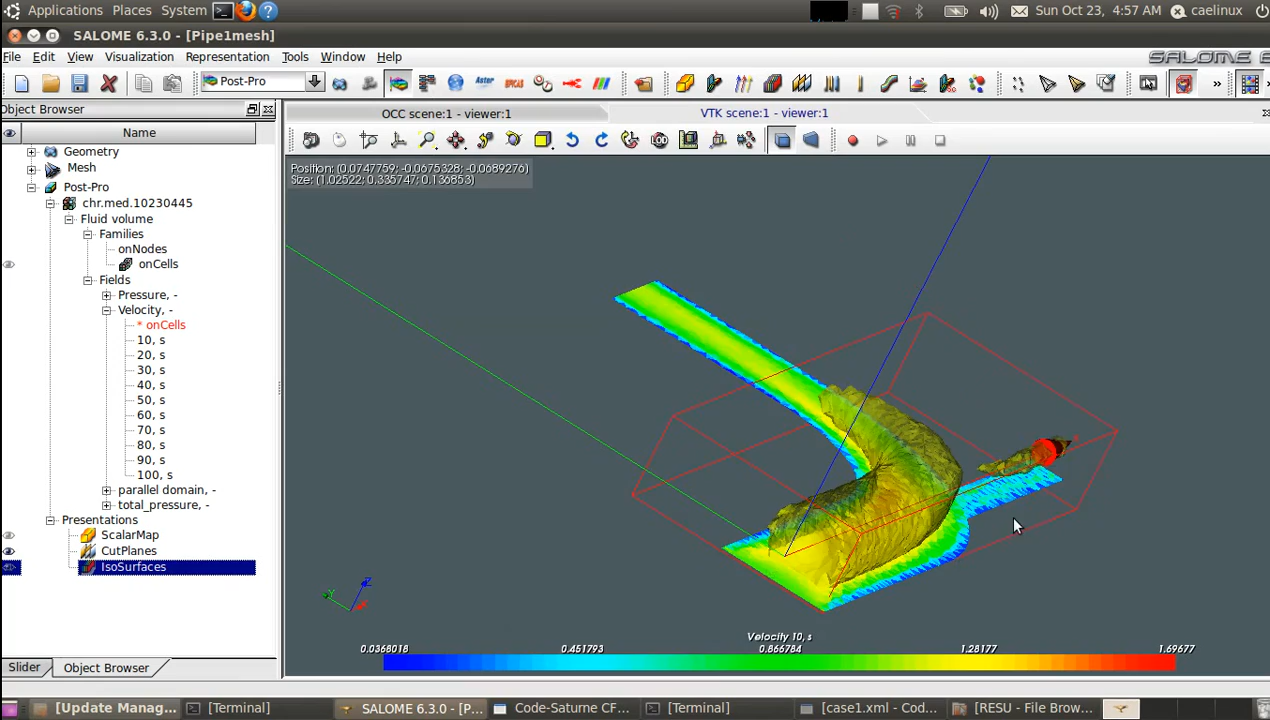 Applications Places System
Sun Oct 23, 4:57 AM caelinux
SALOME 6.3.0 - [Pipe1mesh]
File Edit View Visualization Representation Tools Window Help
SALOME
Post-Pro
Aster
Object Browser
OCC scene:1 - viewer:1
VTK scene:1 - viewer:1
Name
LOD
Position: (0.0747759; -0.0675328; -0.0689276)
Size: (1.02522; 0.335747; 0.136853)
Geometry
Mesh
Post-Pro
chr.med.10230445
Fluid volume
Families
onNodes
onCells
Fields
Pressure, -
Velocity, -
* onCells
10, s
20, s
30, s
40, s
50, s
60, s
70, s
80, s
90, s
100, s
parallel domain, -
total_pressure, -
Presentations
ScalarMap
CutPlanes
IsoSurfaces
Z
Y
Velocity 10, s
0.0368018 0.451793 0.866784 1.28177 1.69677
Slider
Object Browser
[Update Manag...
[Terminal]
SALOME 6.3.0 - [P...
Code-Saturne CF...
[Terminal]
[case1.xml - Cod...
[RESU - File Brow...